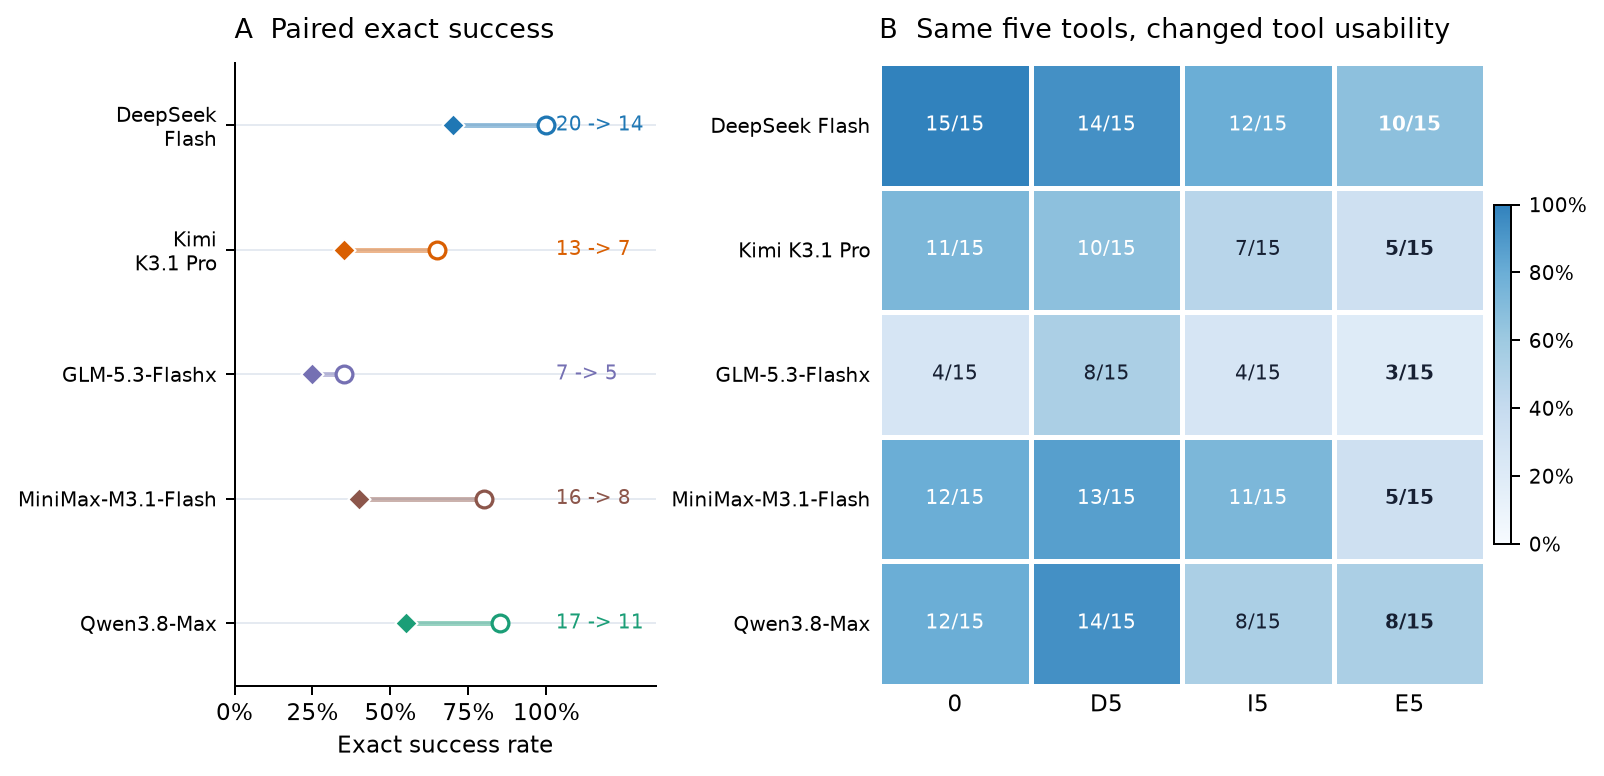 A Paired exact success
DeepSeek
Flash
20 -> 14
Kimi
K3.1 Pro
13 -> 7
GLM-5.3-Flashx
7 -> 5
MiniMax-M3.1-Flash
16 -> 8
Qwen3.8-Max
17 -> 11
0% 25% 50% 75% 100%
Exact success rate
B Same five tools, changed tool usability
DeepSeek Flash 15/15 14/15 12/15 10/15
Kimi K3.1 Pro 11/15 10/15 7/15 5/15
GLM-5.3-Flashx 4/15 8/15 4/15 3/15
MiniMax-M3.1-Flash 12/15 13/15 11/15 5/15
Qwen3.8-Max 12/15 14/15 8/15 8/15
0 D5 I5 E5
100%
80%
60%
40%
20%
0%